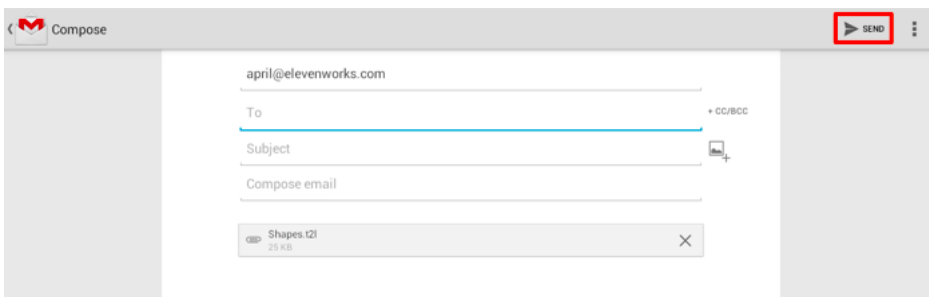 Compose
SEND
april@elevenworks.com
To
+ CC/BCC
Subject
Compose email
Shapes.t2l
25 KB